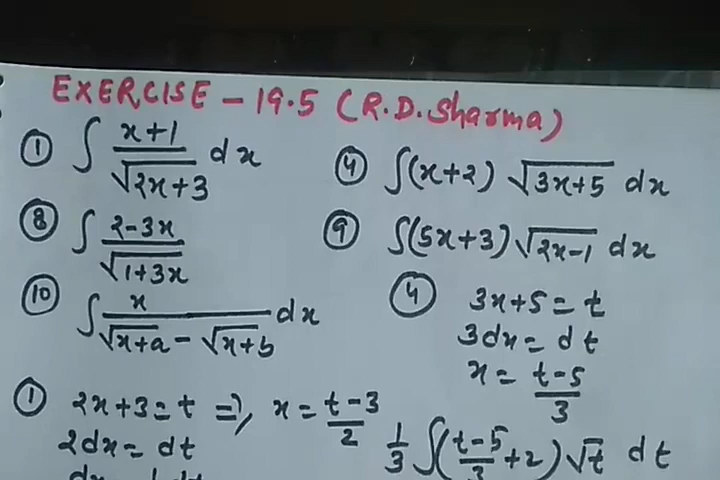 EXERCISE - 19.5 (R.D. Sharma)
① ∫ (x+1)/√(2x+3) dx
④ ∫(x+2) √(3x+5) dx
⑧ ∫ (2-3x)/√(1+3x)
⑨ ∫(5x+3) √(2x-1) dx
⑩ ∫ x/(√(x+a) - √(x+b)) dx
④ 3x+5 = t
3dx = dt
x = (t-5)/3
① 2x+3 = t ⇒, x = (t-3)/2
2dx = dt
1/3 ∫((t-5)/3 + 2) √t dt